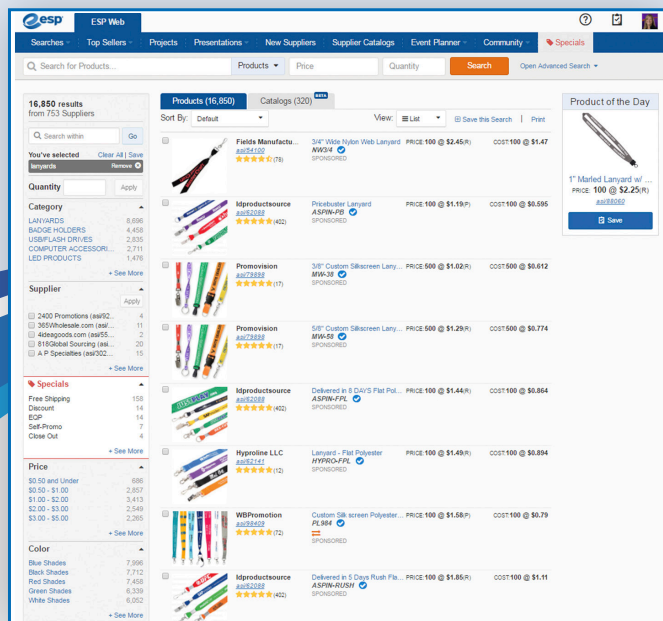 esp
ESP Web
Searches
Top Sellers
Projects
Presentations
New Suppliers
Supplier Catalogs
Event Planner
Community
Specials
Search for Products...
Products
Price
Quantity
Search
Open Advanced Search
16,850 results
from 753 Suppliers
Search within
Go
You've selected
Clear All | Save
lanyards
Remove
Quantity
Apply
Category
LANYARDS 8,696
BADGE HOLDERS 4,458
USB/FLASH DRIVES 2,835
COMPUTER ACCESSORI... 2,711
LED PRODUCTS 1,476
+ See More
Supplier
Apply
2400 Promotions (asi/92... 4
365Wholesale.com (asi/... 11
4ideagoods.com (asi/55... 2
818Global Sourcing (asi... 20
A P Specialties (asi/302... 15
+ See More
Specials
Free Shipping 158
Discount 14
EQP 14
Self-Promo 7
Close Out 4
+ See More
Price
$0.50 and Under 686
$0.50 - $1.00 2,857
$1.00 - $2.00 3,413
$2.00 - $3.00 2,549
$3.00 - $5.00 2,265
+ See More
Color
Blue Shades 7,996
Black Shades 7,712
Red Shades 7,458
Green Shades 6,339
White Shades 6,052
+ See More
Products (16,850)
Catalogs (320)
BETA
Sort By: Default
View: List
Save this Search | Print
Fields Manufactu... 3/4" Wide Nylon Web Lanyard PRICE:100 @ $2.45(R) COST:100 @ $1.47
asi/54100 NW3/4
(78) SPONSORED
Idproductsource Pricebuster Lanyard PRICE:100 @ $1.19(P) COST:100 @ $0.595
asi/62088 ASPIN-PB
(402) SPONSORED
Promovision 3/8" Custom Silkscreen Lany... PRICE:500 @ $1.02(R) COST:500 @ $0.612
asi/79898 MW-38
(17) SPONSORED
Promovision 5/8" Custom Silkscreen Lany... PRICE:500 @ $1.29(R) COST:500 @ $0.774
asi/79898 MW-58
(17) SPONSORED
Idproductsource Delivered in 8 DAYS Flat Pol... PRICE:100 @ $1.44(R) COST:100 @ $0.864
asi/62088 ASPIN-FPL
(402) SPONSORED
Hyproline LLC Lanyard - Flat Polyester PRICE:100 @ $1.49(R) COST:100 @ $0.894
asi/62141 HYPRO-FPL
(12) SPONSORED
WBPromotion Custom Silk screen Polyester... PRICE:100 @ $1.58(P) COST:100 @ $0.79
asi/98409 PL984
(72)
SPONSORED
Idproductsource Delivered in 5 Days Rush Fla... PRICE:100 @ $1.85(R) COST:100 @ $1.11
asi/62088 ASPIN-RUSH
(402) SPONSORED
Product of the Day
1" Marled Lanyard w/ ...
PRICE: 100 @ $2.25(R)
asi/98060
Save